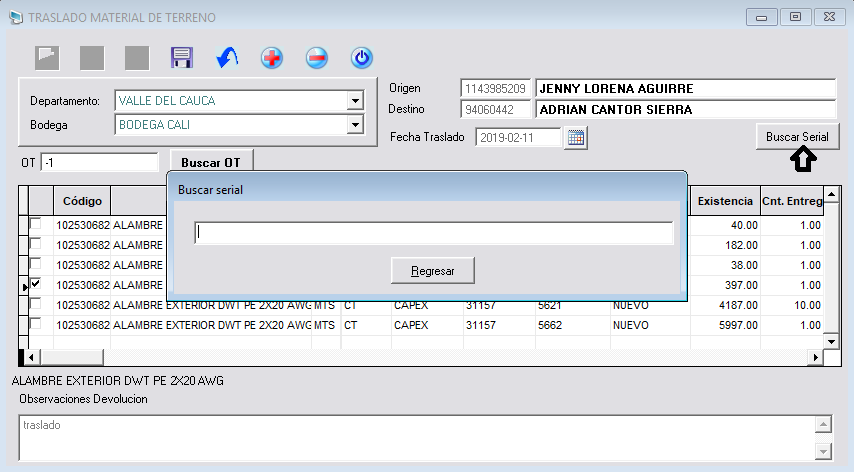 TRASLADO MATERIAL DE TERRENO
Departamento: VALLE DEL CAUCA
Bodega BODEGA CALI
Origen 1143985209 JENNY LORENA AGUIRRE
Destino 94060442 ADRIAN CANTOR SIERRA
Fecha Traslado 2019-02-11
Buscar Serial
OT -1 Buscar OT
Buscar serial
Regresar
Código Existencia Cnt. Entreg
102530682 ALAMBRE 40.00 1.00
102530682 ALAMBRE 182.00 1.00
102530682 ALAMBRE 38.00 1.00
102530682 ALAMBRE 397.00 1.00
102530682 ALAMBRE EXTERIOR DWT PE 2X20 AWG MTS CT CAPEX 31157 5621 NUEVO 4187.00 10.00
102530682 ALAMBRE EXTERIOR DWT PE 2X20 AWG MTS CT CAPEX 31157 5662 NUEVO 5997.00 1.00
ALAMBRE EXTERIOR DWT PE 2X20 AWG
Observaciones Devolucion
traslado